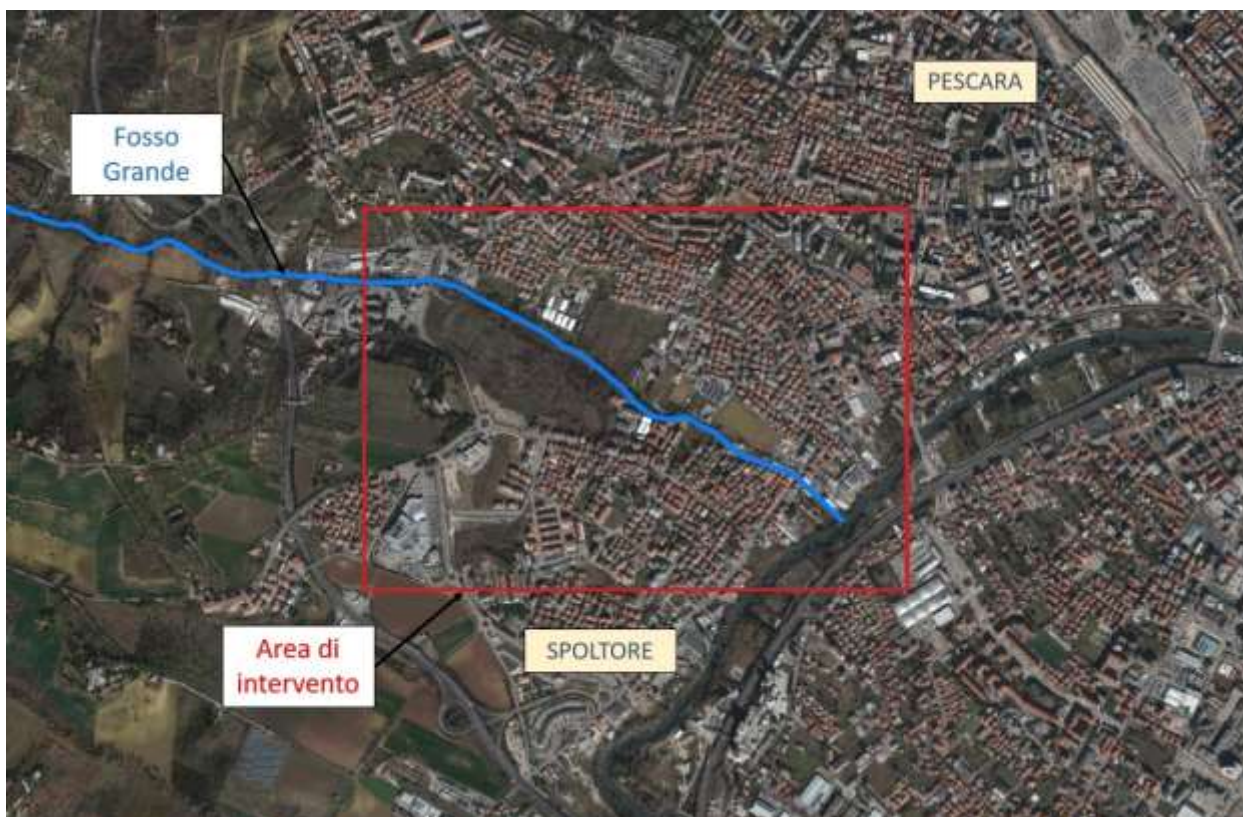 PESCARA
Fosso
Grande
Area di
intervento
SPOLTORE